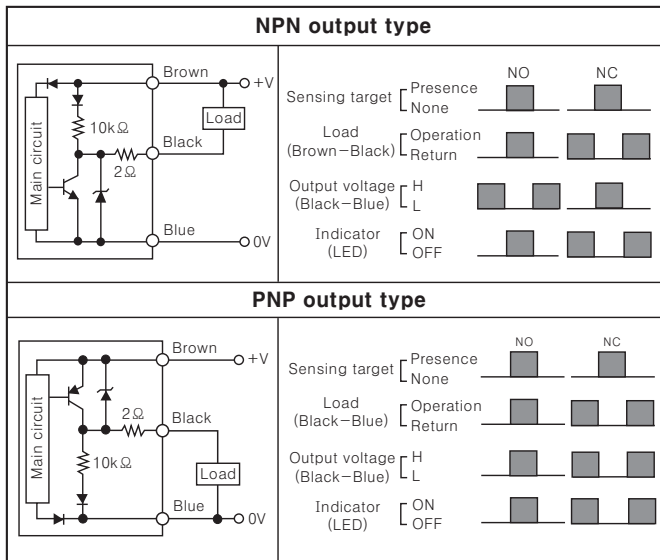 NPN output type
Main circuit
10kΩ
2Ω
Brown
+V
Load
Black
Blue
0V
NO NC
Sensing target Presence
None
Load Operation
(Brown-Black) Return
Output voltage H
(Black-Blue) L
Indicator ON
(LED) OFF
PNP output type
Main circuit
Brown
+V
2Ω
Black
10kΩ
Load
Blue
0V
NO NC
Sensing target Presence
None
Load Operation
(Black-Blue) Return
Output voltage H
(Black-Blue) L
Indicator ON
(LED) OFF